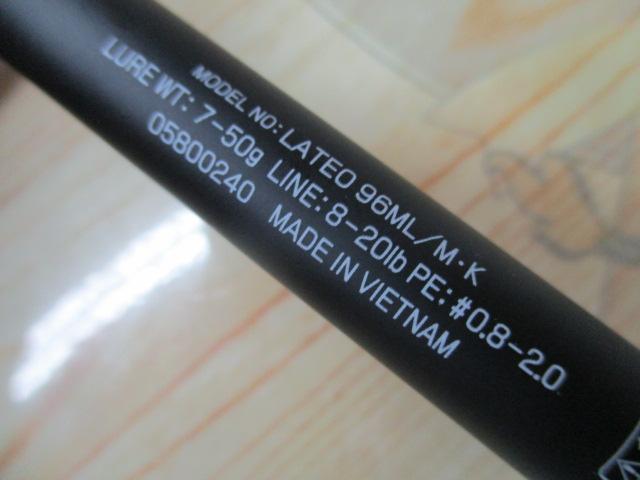 MODEL NO: LATEO 96ML/M・K
LURE WT: 7-50g LINE: 8-20lb PE: #0.8-2.0
05800240 MADE IN VIETNAM